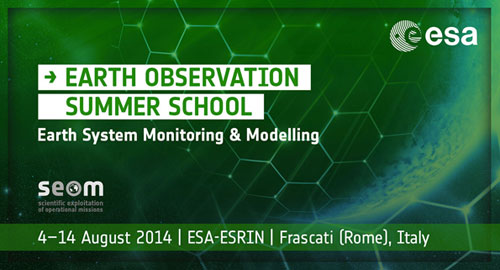 esa
→ EARTH OBSERVATION
SUMMER SCHOOL
Earth System Monitoring & Modelling
seom
scientific exploitation
of operational missions
4–14 August 2014 | ESA-ESRIN | Frascati (Rome), Italy